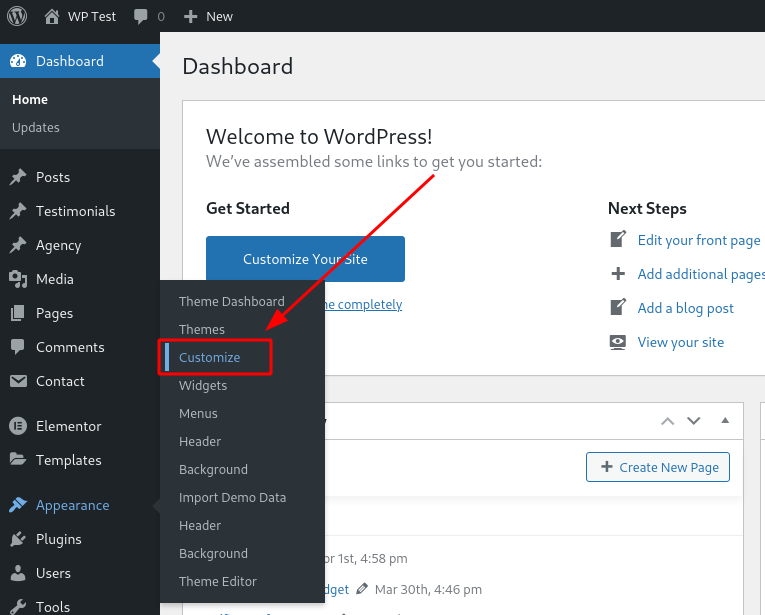 WP Test
0
New
Dashboard
Home
Updates
Posts
Testimonials
Agency
Media
Pages
Comments
Contact
Elementor
Templates
Appearance
Plugins
Users
Tools
Theme Dashboard
Themes
Customize
Widgets
Menus
Header
Background
Import Demo Data
Header
Background
Theme Editor
Dashboard
Welcome to WordPress!
We've assembled some links to get you started:
Get Started
Customize Your Site
completely
Next Steps
Edit your front page
Add additional pages
Add a blog post
View your site
Create New Page
1st, 4:58 pm
Mar 30th, 4:46 pm